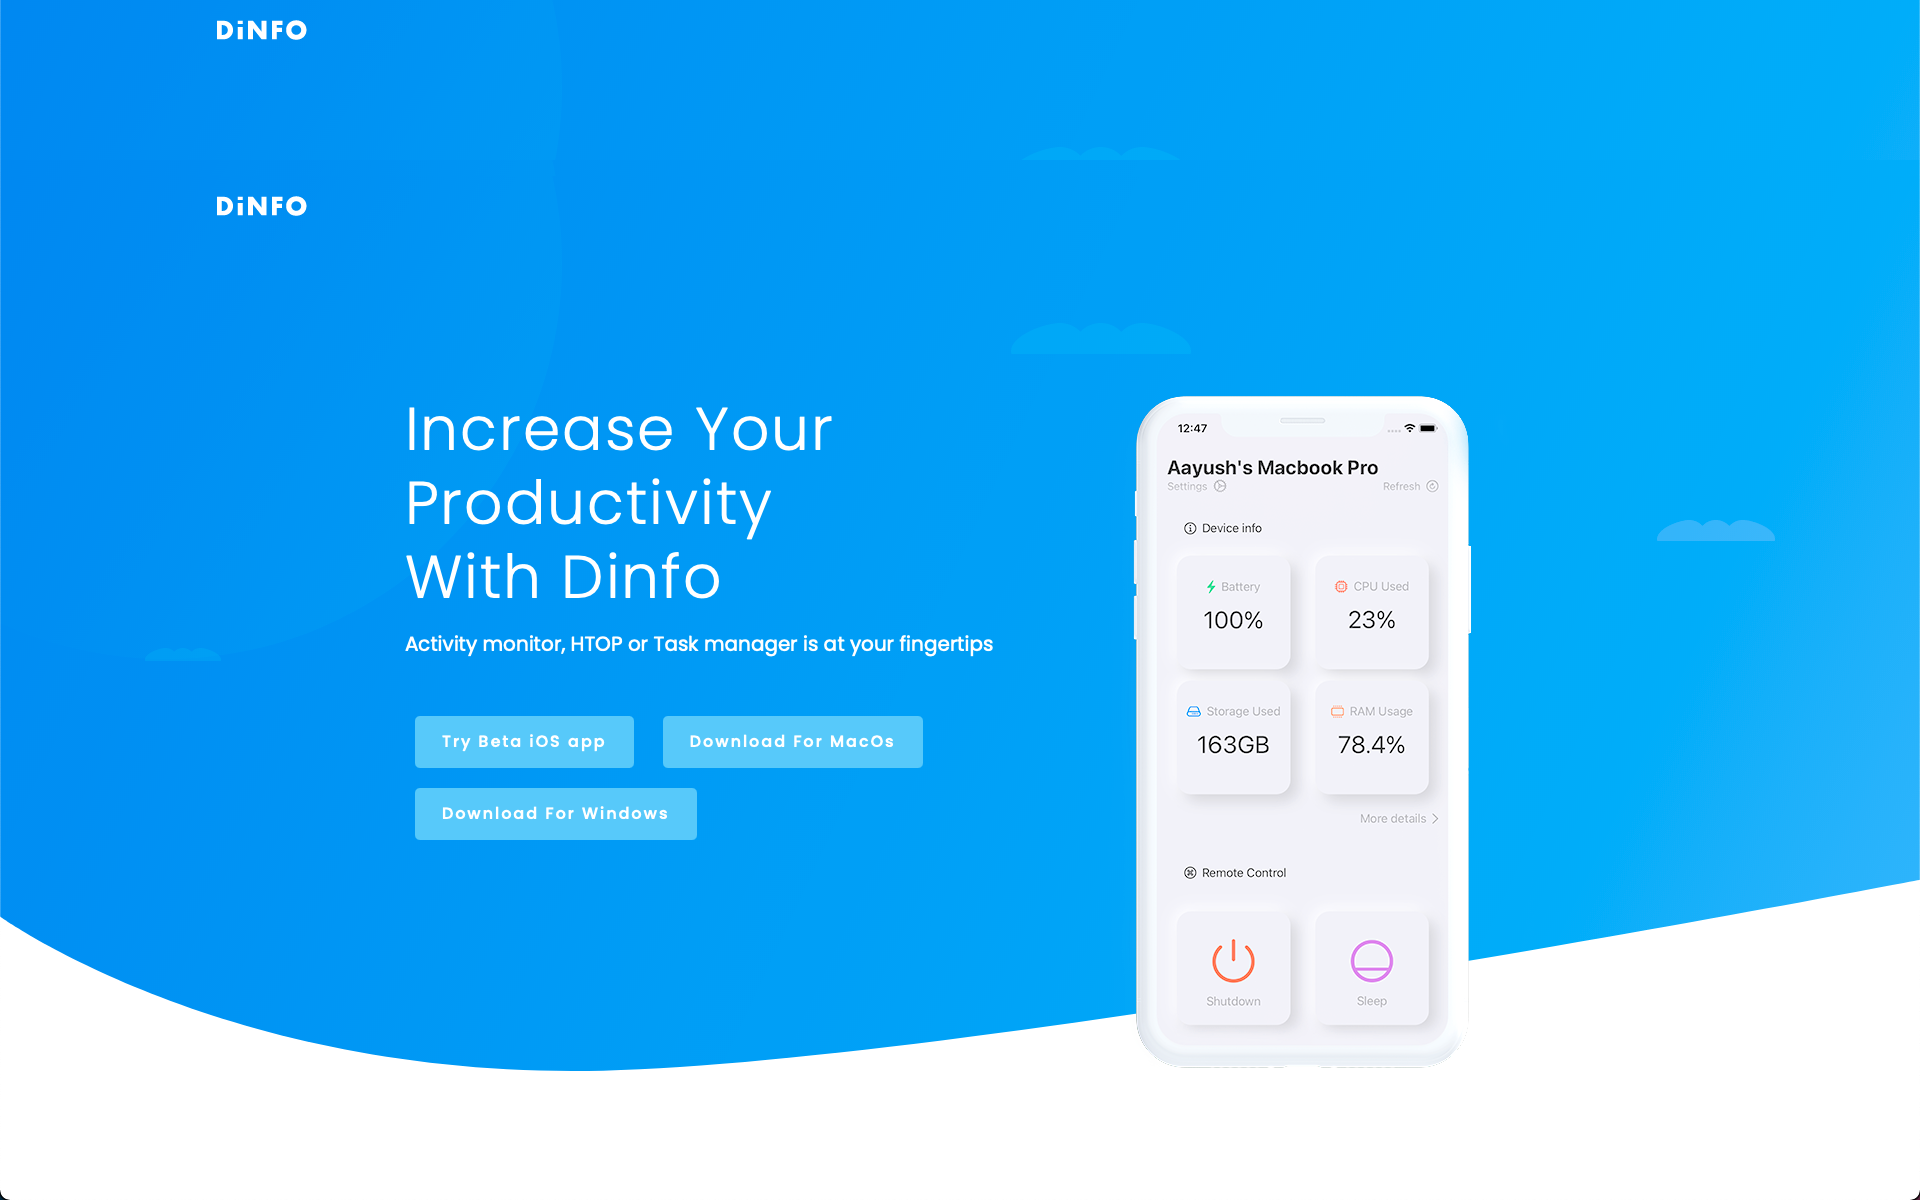 DiNFO
DiNFO
Increase Your
Productivity
With Dinfo
Activity monitor, HTOP or Task manager is at your fingertips
Try Beta iOS app
Download For MacOs
Download For Windows
12:47
Aayush's Macbook Pro
Settings
Refresh
Device info
Battery
100%
CPU Used
23%
Storage Used
163GB
RAM Usage
78.4%
More details
Remote Control
Shutdown
Sleep